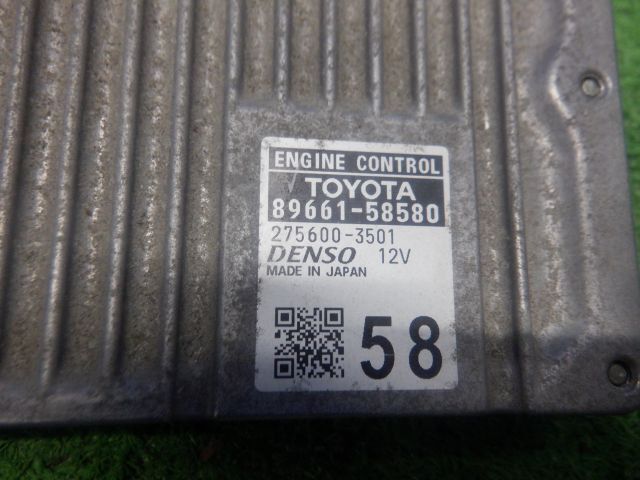 ENGINE CONTROL
TOYOTA
89661-58580
275600-3501
DENSO 12V
MADE IN JAPAN
58